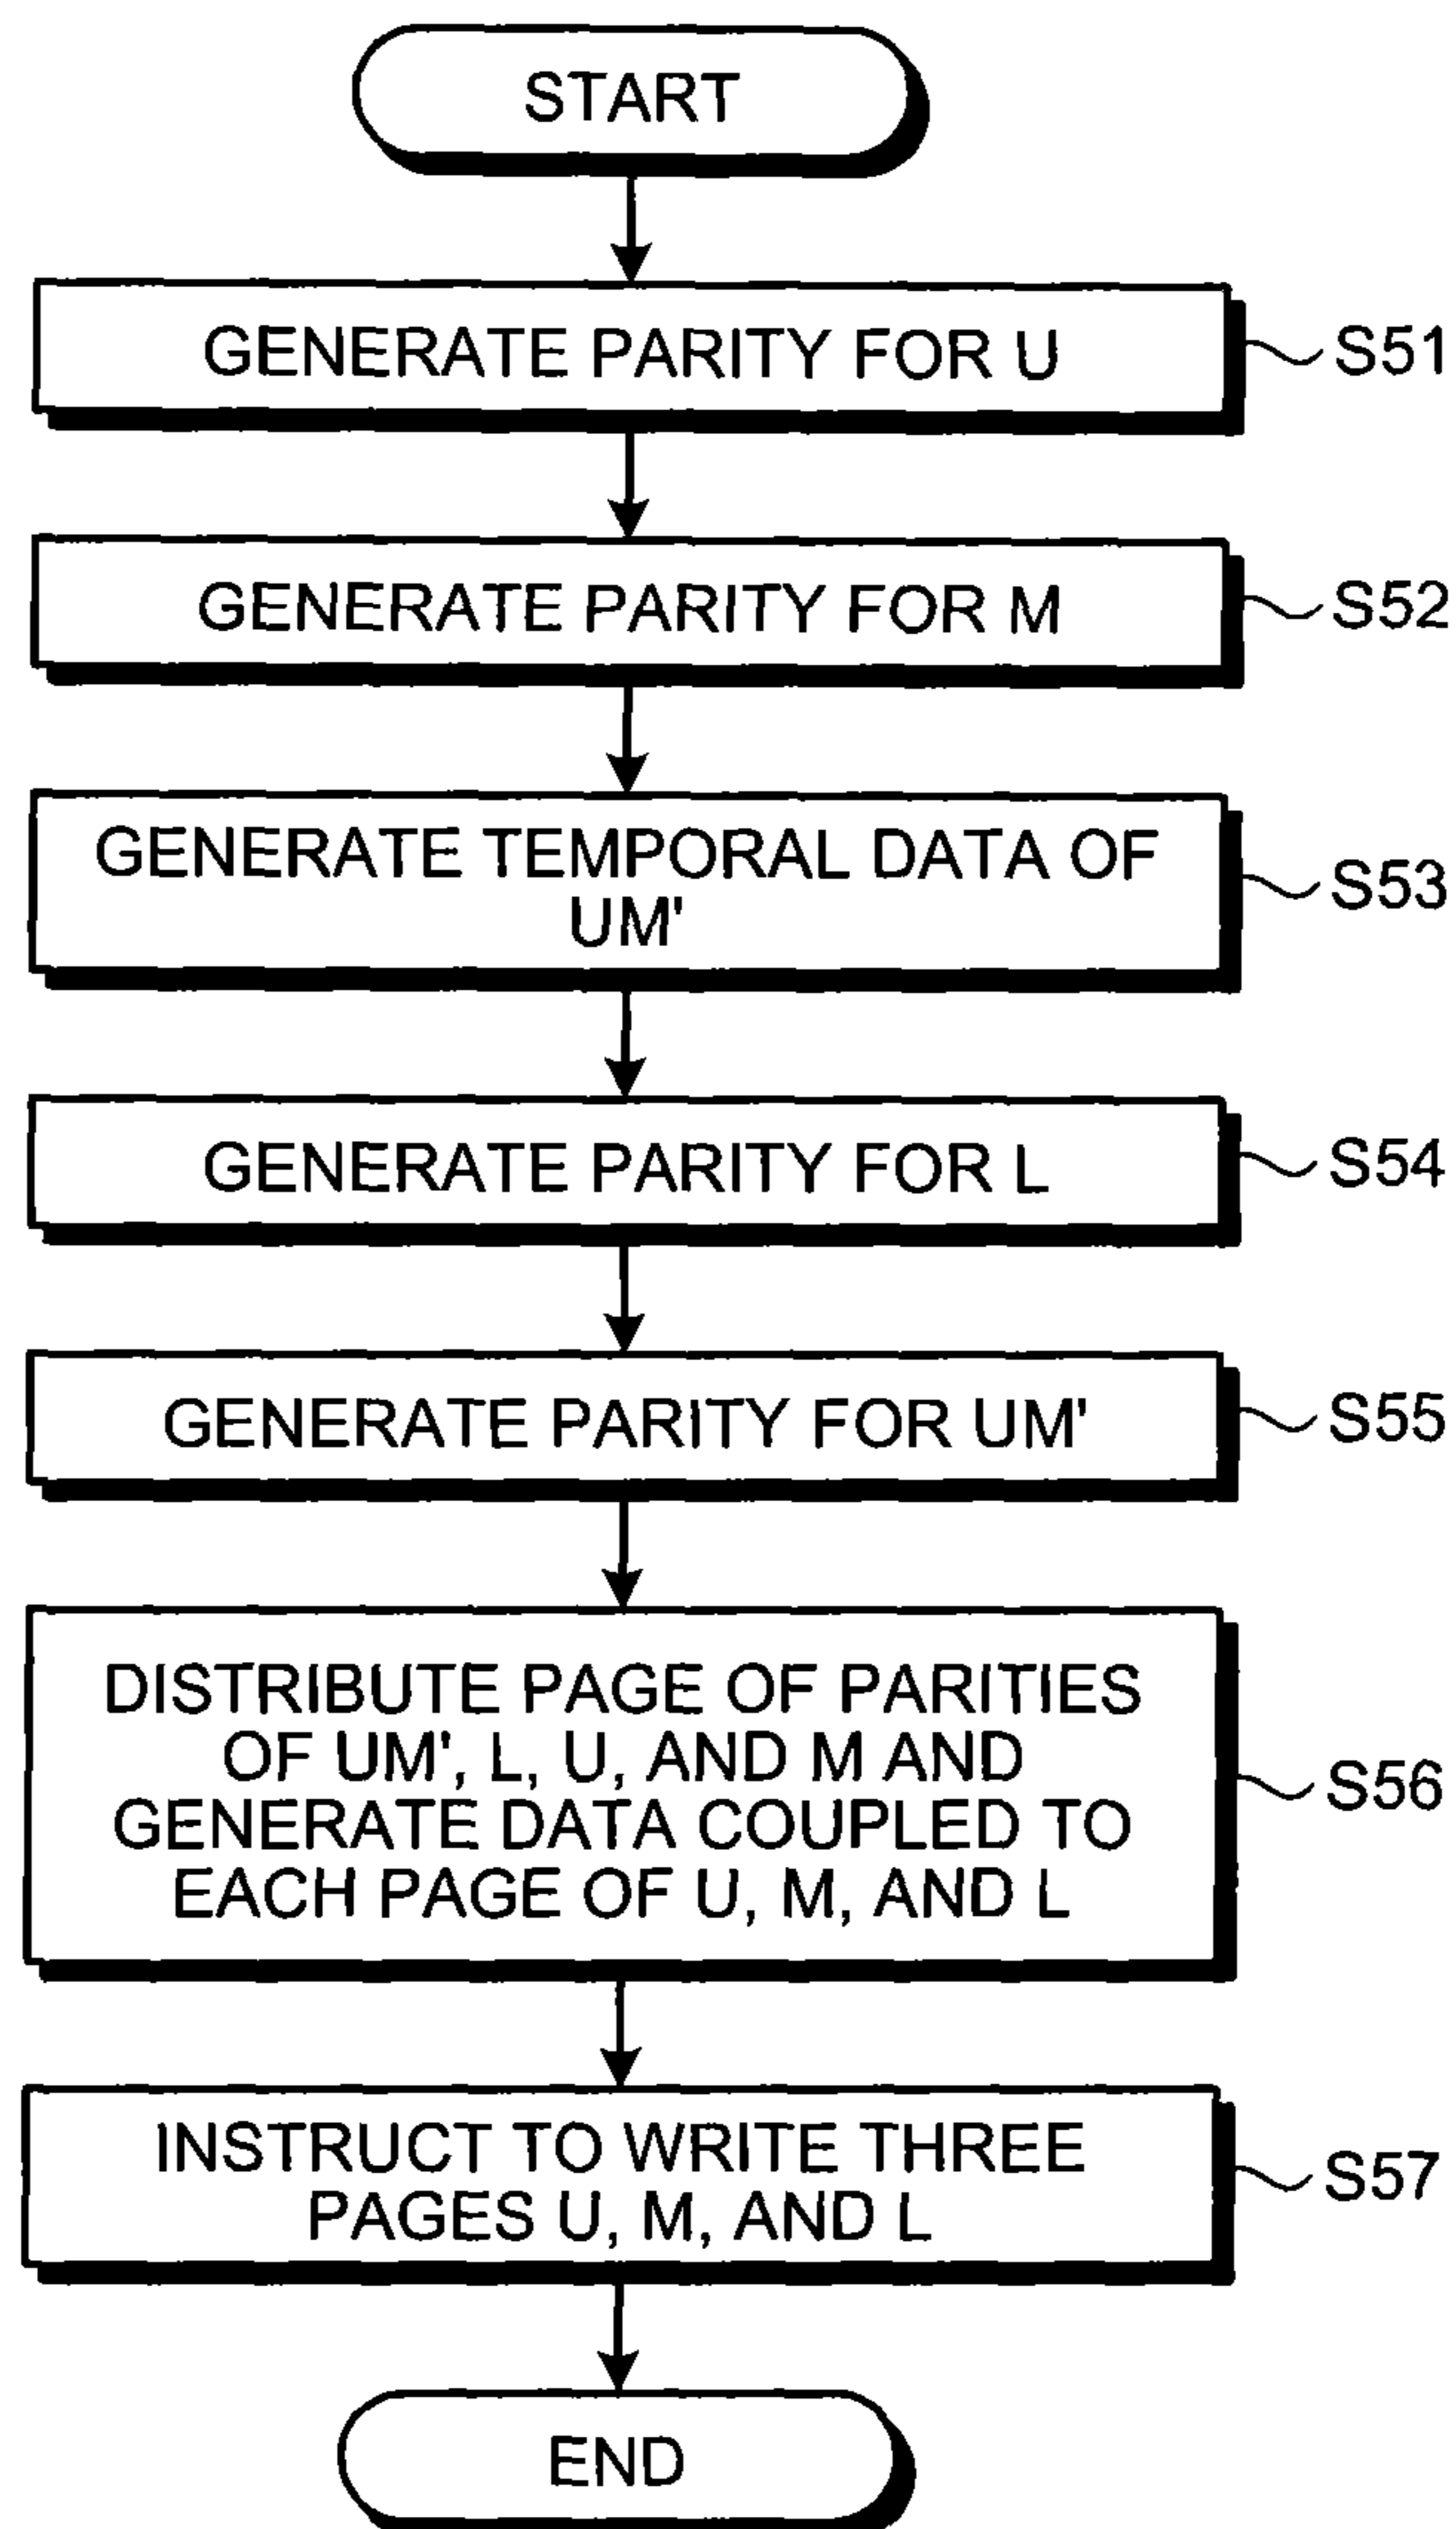 START
GENERATE PARITY FOR U
S51
GENERATE PARITY FOR M
S52
GENERATE TEMPORAL DATA OF
UM'
S53
GENERATE PARITY FOR L
S54
GENERATE PARITY FOR UM'
S55
DISTRIBUTE PAGE OF PARITIES
OF UM', L, U, AND M AND
GENERATE DATA COUPLED TO
EACH PAGE OF U, M, AND L
S56
INSTRUCT TO WRITE THREE
PAGES U, M, AND L
S57
END